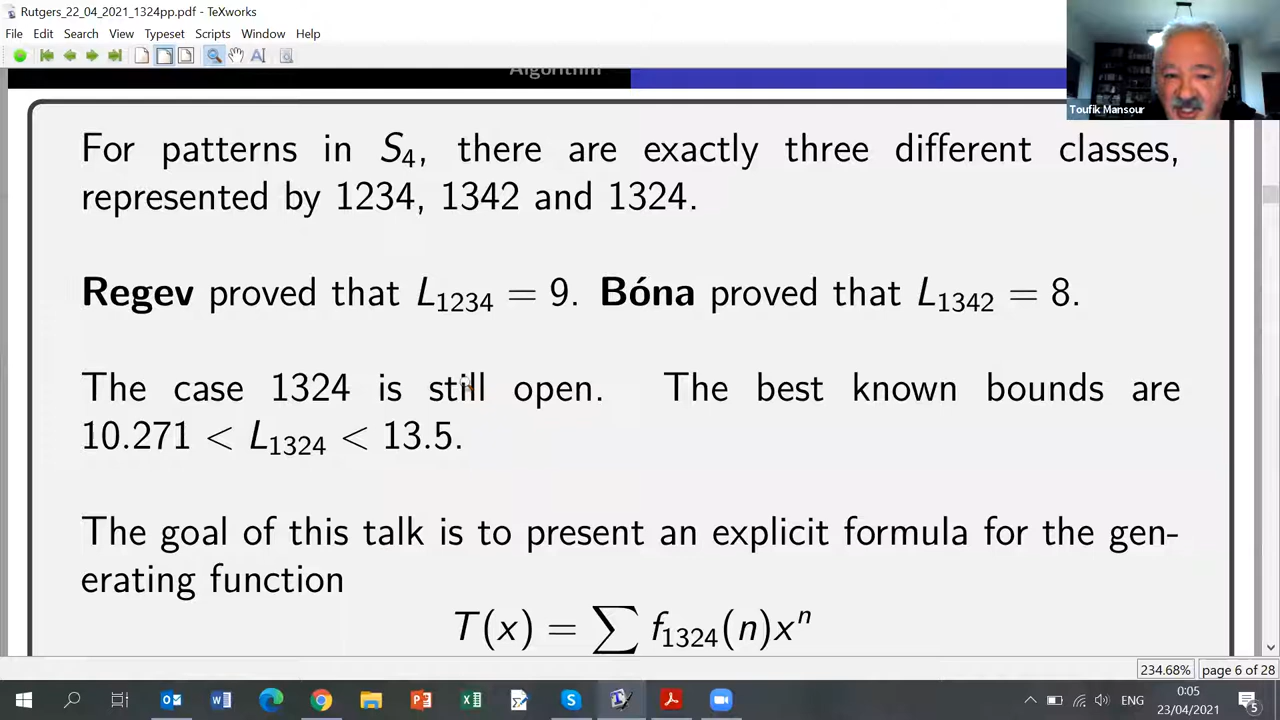 Rutgers_22_04_2021_1324pp.pdf - TeXworks
File Edit Search View Typeset Scripts Window Help
Algorithm
Toufik Mansour
For patterns in S₄, there are exactly three different classes,
represented by 1234, 1342 and 1324.
Regev proved that L₁₂₃₄ = 9. Bóna proved that L₁₃₄₂ = 8.
The case 1324 is still open. The best known bounds are
10.271 < L₁₃₂₄ < 13.5.
The goal of this talk is to present an explicit formula for the gen-
erating function
T(x) = ∑ f₁₃₂₄(n)xⁿ
234.68% page 6 of 28
ENG
0:05
23/04/2021
5